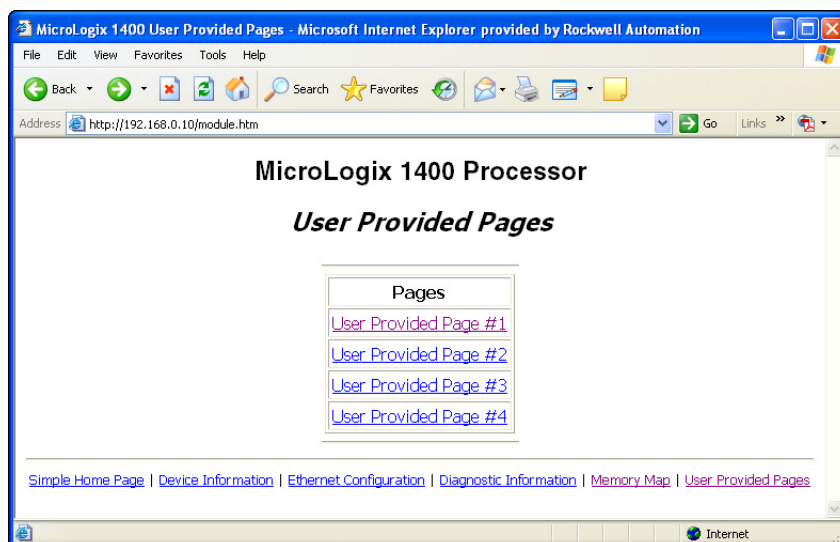 MicroLogix 1400 User Provided Pages - Microsoft Internet Explorer provided by Rockwell Automation
File Edit View Favorites Tools Help
Back Search Favorites
Address http://192.168.0.10/module.htm Go Links »
MicroLogix 1400 Processor
User Provided Pages
Pages
User Provided Page #1
User Provided Page #2
User Provided Page #3
User Provided Page #4
Simple Home Page | Device Information | Ethernet Configuration | Diagnostic Information | Memory Map | User Provided Pages
Internet